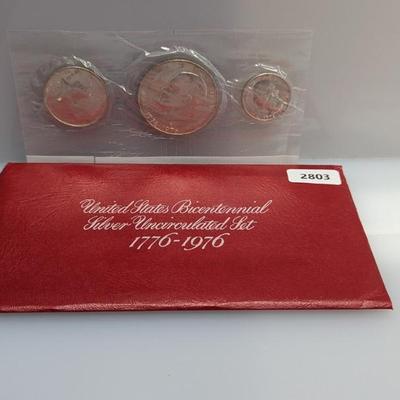 2803
United States Bicentennial
Silver Uncirculated Set
1776-1976